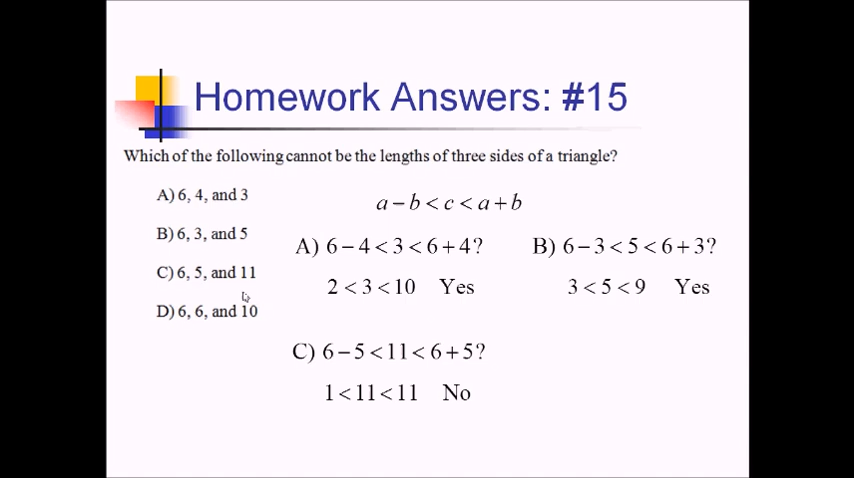 Homework Answers: #15
Which of the following cannot be the lengths of three sides of a triangle?
A) 6, 4, and 3
B) 6, 3, and 5
C) 6, 5, and 11
D) 6, 6, and 10
a − b < c < a + b
A) 6 − 4 < 3 < 6 + 4?
2 < 3 < 10 Yes
B) 6 − 3 < 5 < 6 + 3?
3 < 5 < 9 Yes
C) 6 − 5 < 11 < 6 + 5?
1 < 11 < 11 No